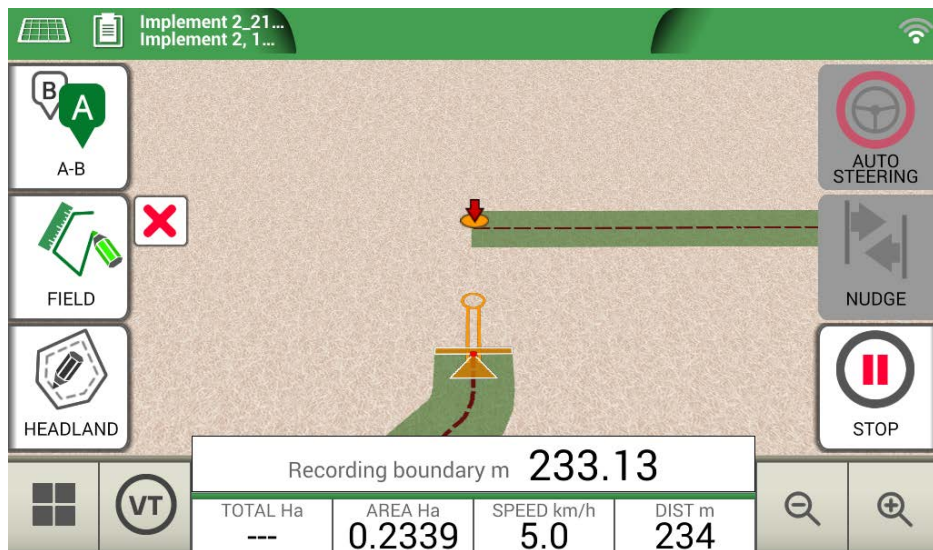 Implement 2_21...
Implement 2, 1...
B
A
A-B
FIELD
HEADLAND
AUTO
STEERING
NUDGE
STOP
Recording boundary m 233.13
VT
TOTAL Ha
---
AREA Ha
0.2339
SPEED km/h
5.0
DIST m
234